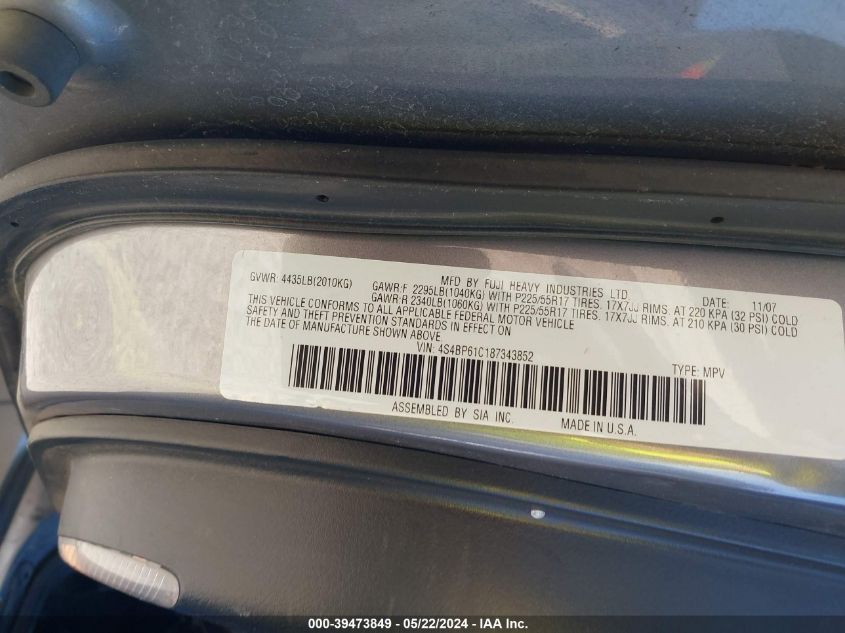 MFD BY FUJI HEAVY INDUSTRIES LTD DATE: 11/07
GVWR: 4435LB(2010KG) GAWR:F 2295LB(1040KG) WITH P225/55R17 TIRES. 17X7JJ RIMS. AT 220 KPA (32 PSI) COLD
GAWR:R 2340LB(1060KG) WITH P225/55R17 TIRES. 17X7JJ RIMS. AT 210 KPA (30 PSI) COLD
THIS VEHICLE CONFORMS TO ALL APPLICABLE FEDERAL MOTOR VEHICLE
SAFETY AND THEFT PREVENTION STANDARDS IN EFFECT ON
THE DATE OF MANUFACTURE SHOWN ABOVE
VIN: 4S4BP61C187343852 TYPE: MPV
ASSEMBLED BY SIA INC. MADE IN U.S.A.
000-39473849 - 05/22/2024 - IAA Inc.